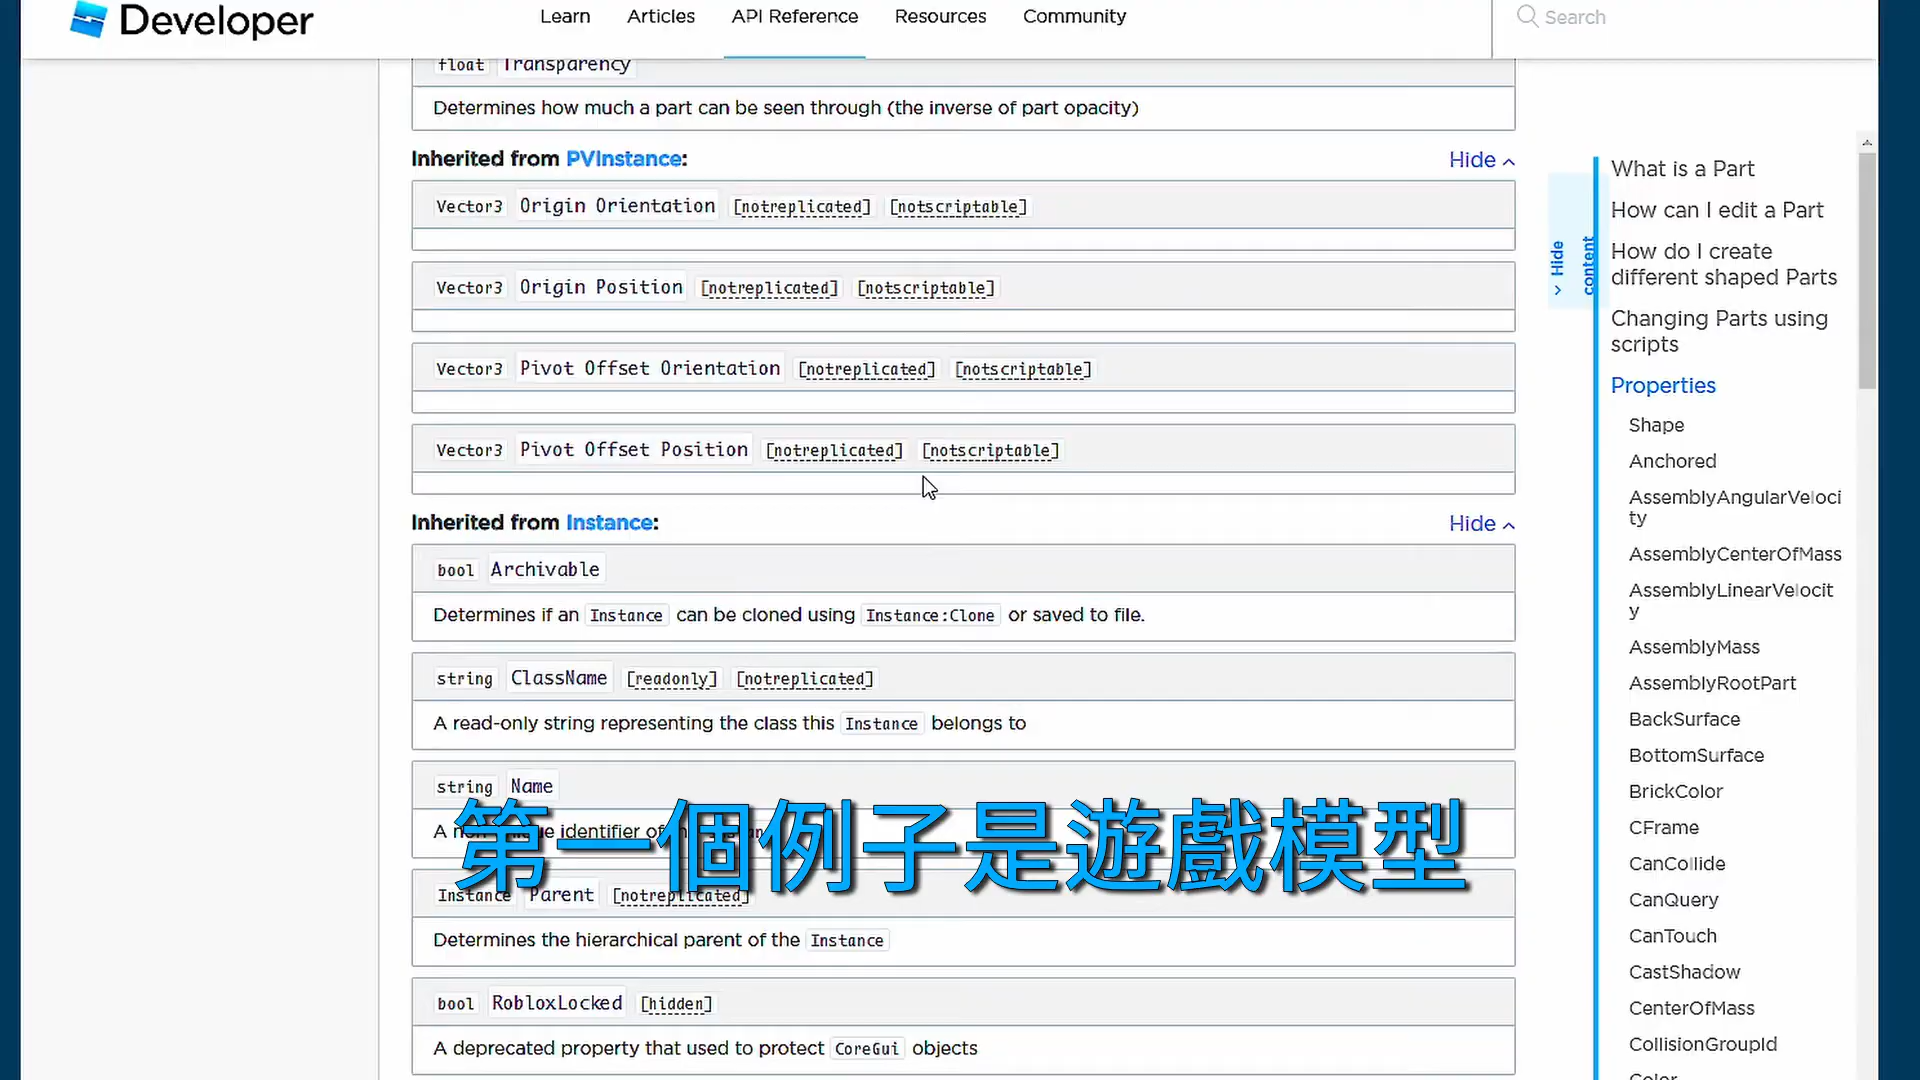 Developer
Learn
Articles
API Reference
Resources
Community
Search
float Transparency
Determines how much a part can be seen through (the inverse of part opacity)
Inherited from PVInstance:
Hide
Vector3 Origin Orientation [notreplicated] [notscriptable]
Vector3 Origin Position [notreplicated] [notscriptable]
Vector3 Pivot Offset Orientation [notreplicated] [notscriptable]
Vector3 Pivot Offset Position [notreplicated] [notscriptable]
Inherited from Instance:
Hide
bool Archivable
Determines if an Instance can be cloned using Instance:Clone or saved to file.
string ClassName [readonly] [notreplicated]
A read-only string representing the class this Instance belongs to
string Name
identifier of
第一個例子是遊戲模型
Instance Parent [notreplicated]
Determines the hierarchical parent of the Instance
bool RobloxLocked [hidden]
A deprecated property that used to protect CoreGui objects
Hide
content
What is a Part
How can I edit a Part
How do I create
different shaped Parts
Changing Parts using
scripts
Properties
Shape
Anchored
AssemblyAngularVeloci
ty
AssemblyCenterOfMass
AssemblyLinearVelocit
y
AssemblyMass
AssemblyRootPart
BackSurface
BottomSurface
BrickColor
CFrame
CanCollide
CanQuery
CanTouch
CastShadow
CenterOfMass
CollisionGroupId